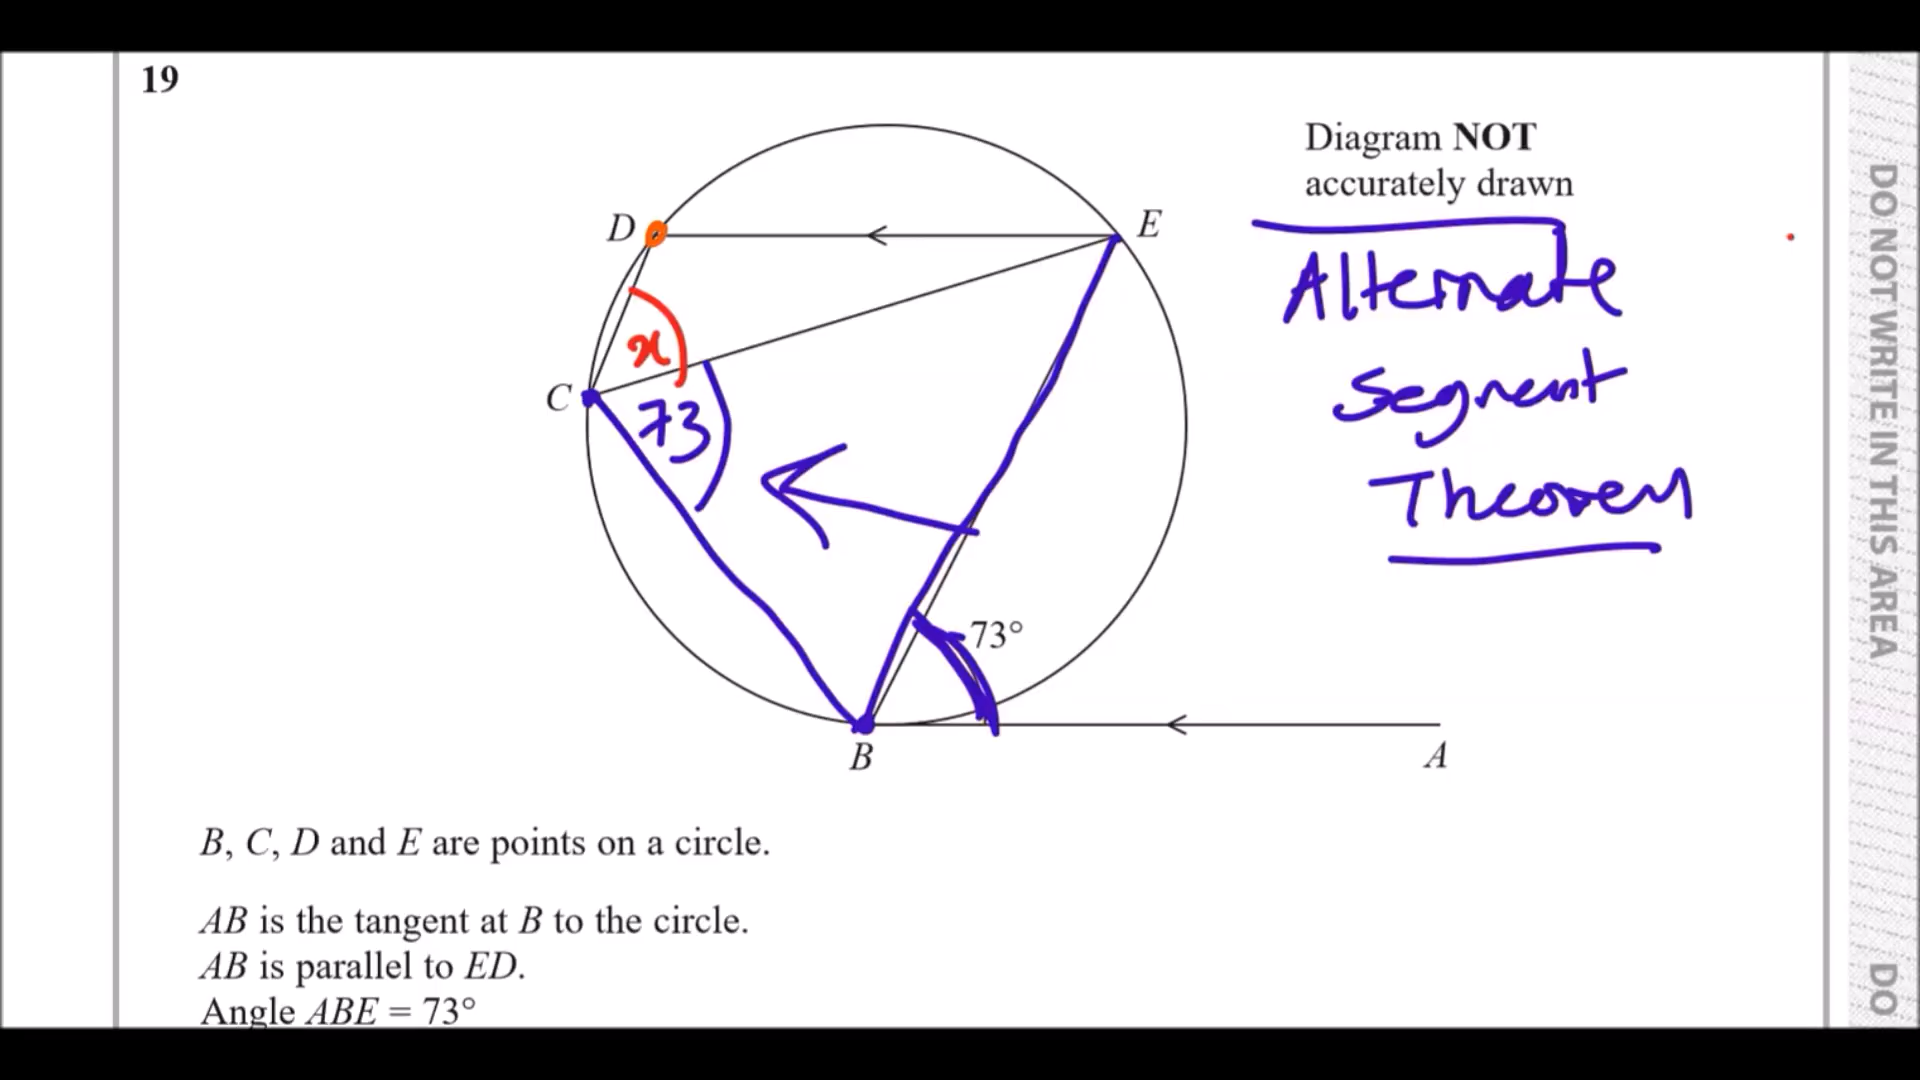 19
Diagram NOT
accurately drawn
D
E
Alternate
x
C
73
Segment
Theorem
73°
B
A
B, C, D and E are points on a circle.
AB is the tangent at B to the circle.
AB is parallel to ED.
Angle ABE = 73°
DO NOT WRITE IN THIS AREA
DO